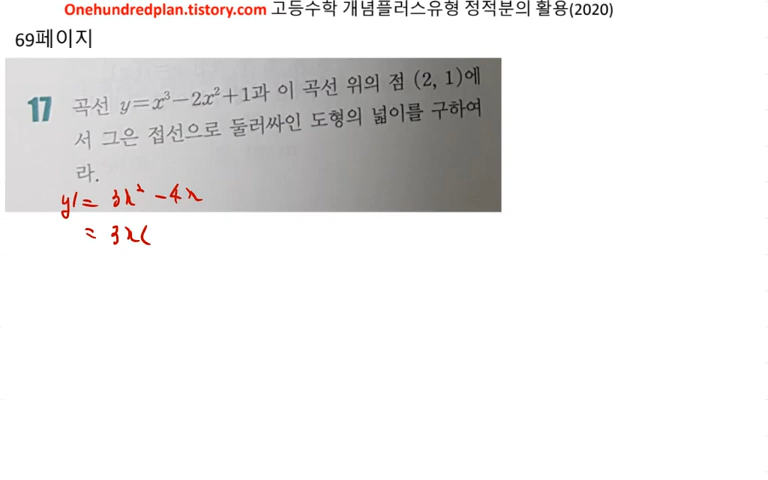 Onehundredplan.tistory.com 고등수학 개념플러스유형 정적분의 활용(2020)
69페이지
17 곡선 y=x³-2x²+1과 이 곡선 위의 점 (2, 1)에
서 그은 접선으로 둘러싸인 도형의 넓이를 구하여
라.
y'= 3x² -4x
= 3x(